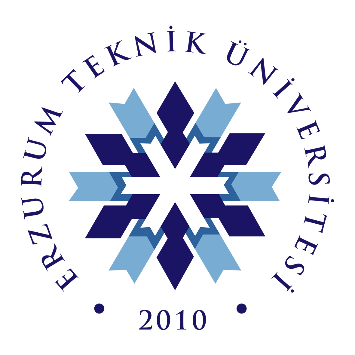 ERZURUM TEKNİK ÜNİVERSİTESİ
• 2010 •